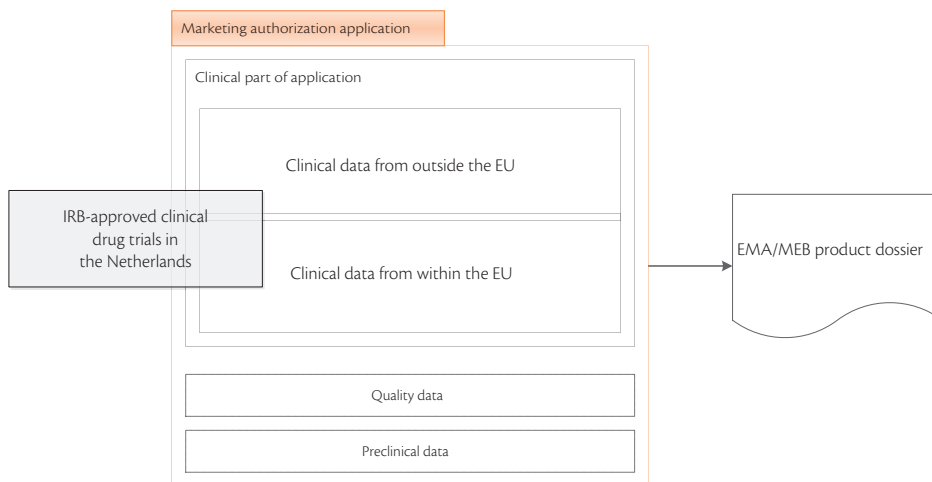 Marketing authorization application
Clinical part of application
Clinical data from outside the EU
IRB-approved clinical
drug trials in
the Netherlands
Clinical data from within the EU
EMA/MEB product dossier
Quality data
Preclinical data